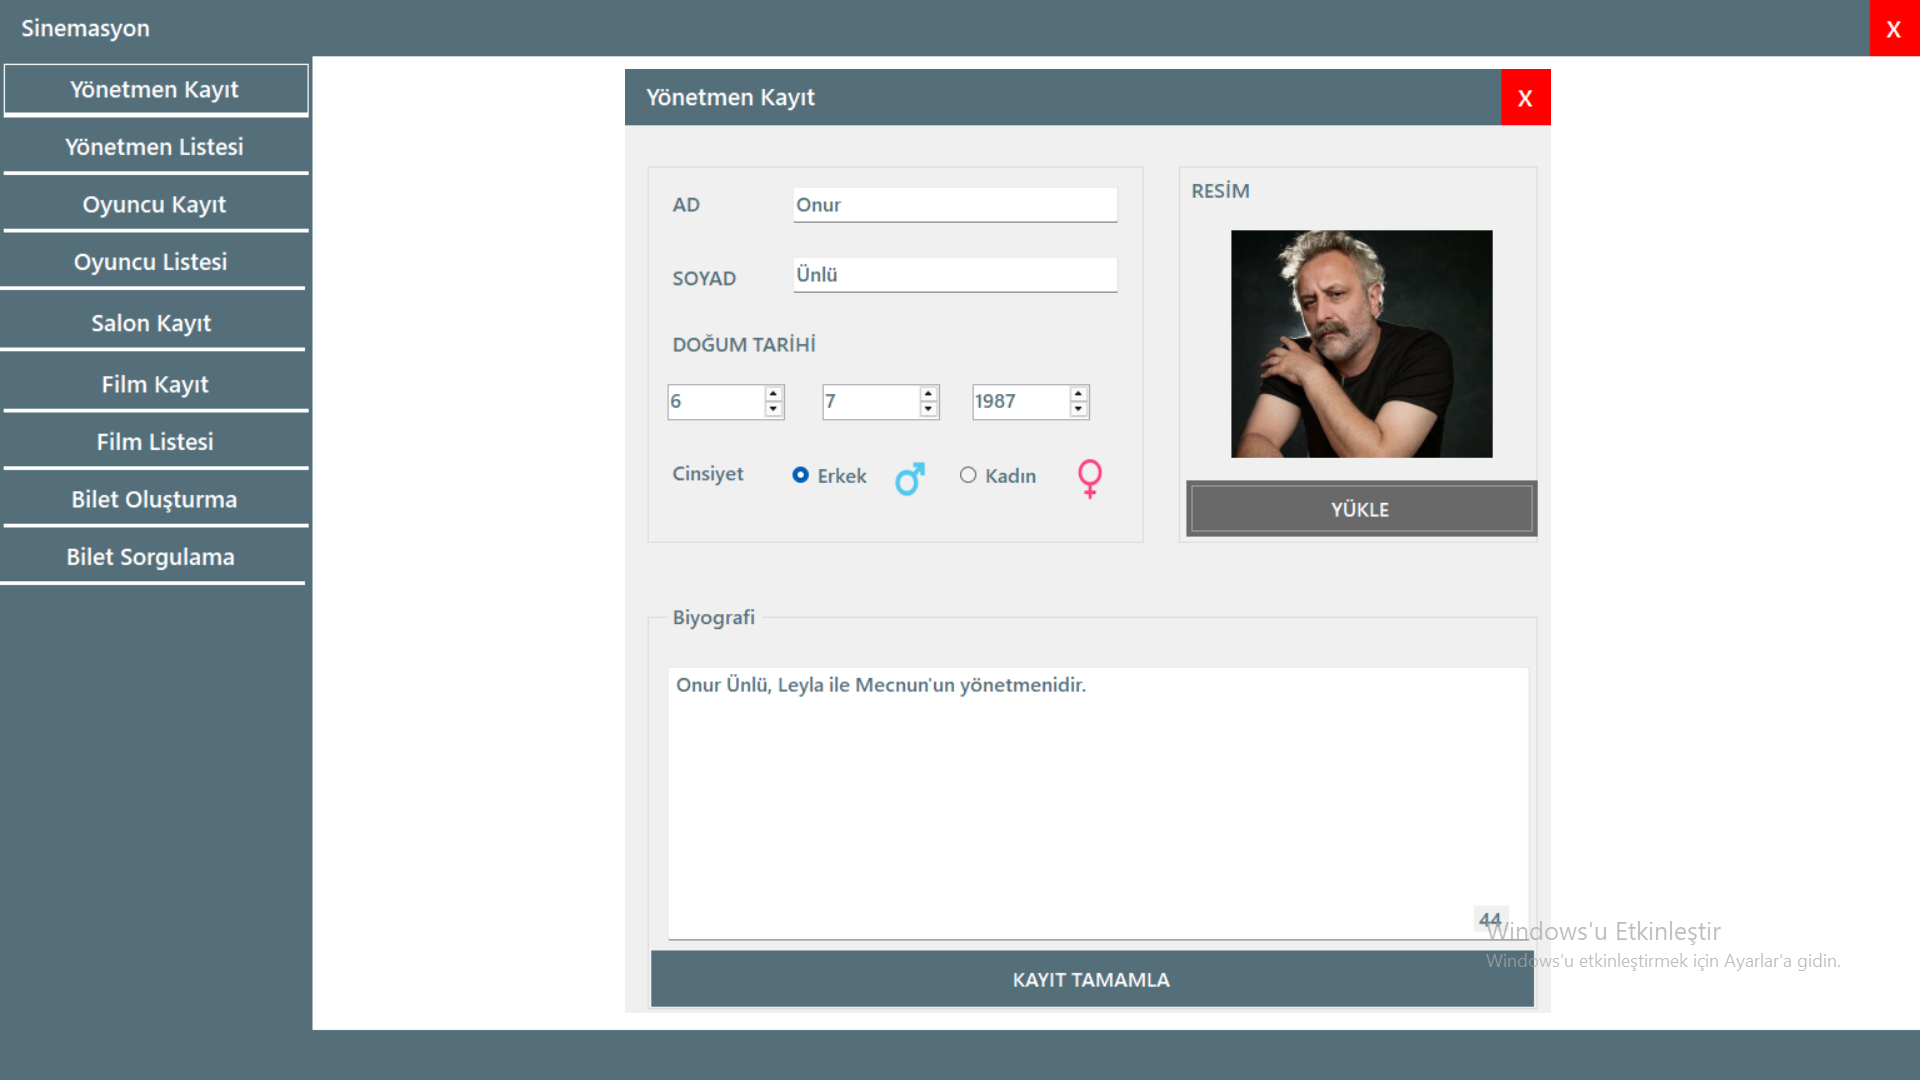 Sinemasyon
X
Yönetmen Kayıt
Yönetmen Listesi
Oyuncu Kayıt
Oyuncu Listesi
Salon Kayıt
Film Kayıt
Film Listesi
Bilet Oluşturma
Bilet Sorgulama
Yönetmen Kayıt
X
AD
Onur
SOYAD
Ünlü
DOĞUM TARİHİ
6
7
1987
Cinsiyet
Erkek
Kadın
RESİM
YÜKLE
Biyografi
Onur Ünlü, Leyla ile Mecnun'un yönetmenidir.
44
KAYIT TAMAMLA
Windows'u Etkinleştir
Windows'u etkinleştirmek için Ayarlar'a gidin.